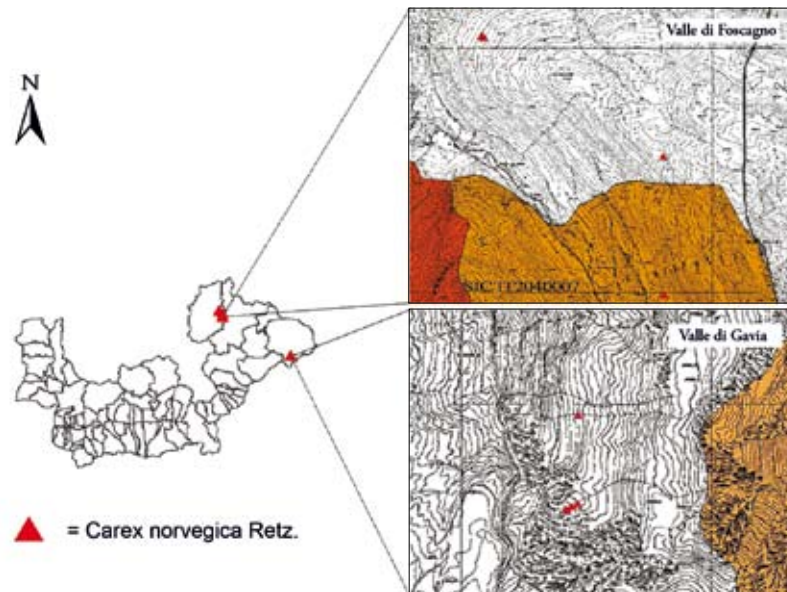 N
Valle di Foscagno
SIC IT2040007
Valle di Gavia
= Carex norvegica Retz.